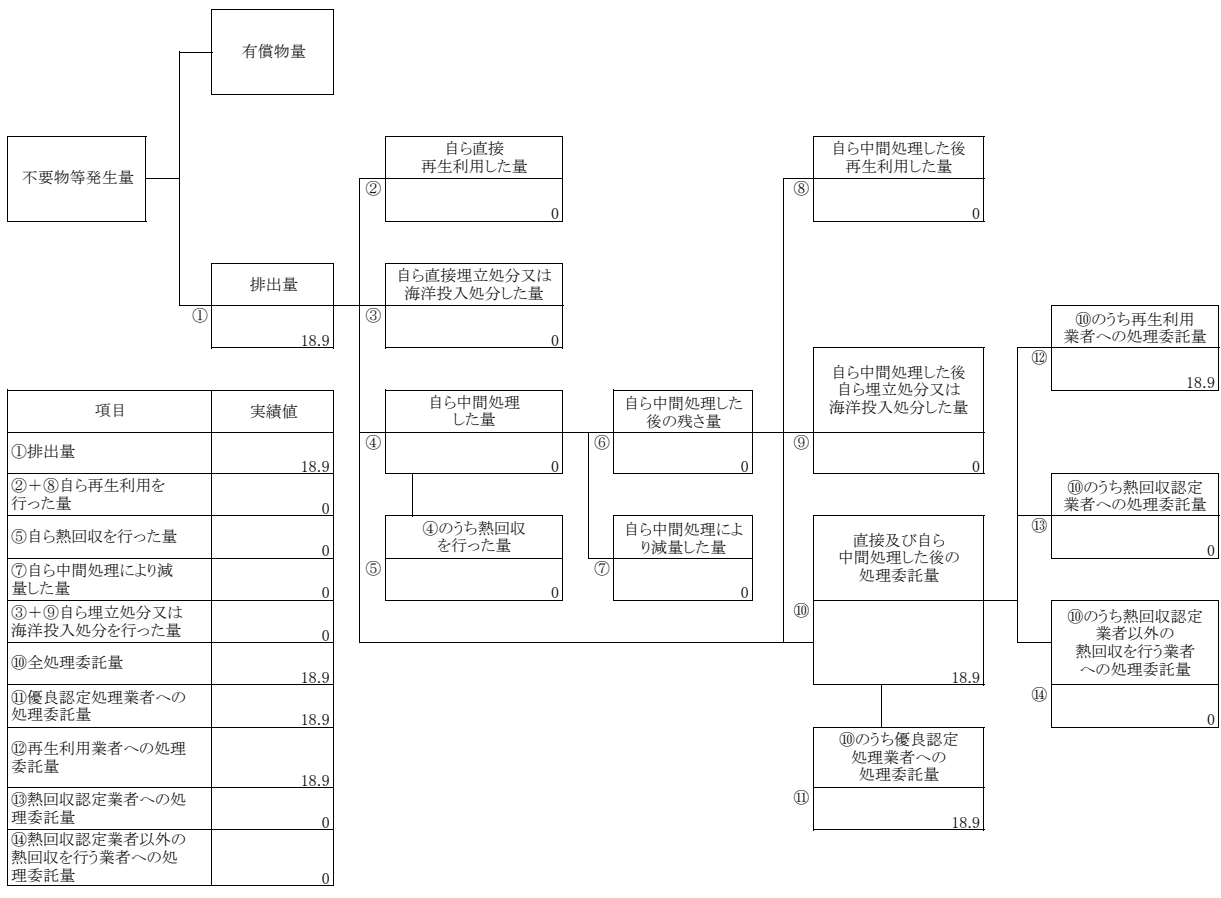 有償物量
不要物等発生量
自ら直接
再生利用した量
②
0
自ら中間処理した後
再生利用した量
⑧
0
排出量
①
18.9
自ら直接埋立処分又は
海洋投入処分した量
③
0
⑩のうち再生利用
業者への処理委託量
⑫
18.9
自ら中間処理
した量
④
0
自ら中間処理した
後の残さ量
⑥
0
自ら中間処理した後
自ら埋立処分又は
海洋投入処分した量
⑨
0
⑩のうち熱回収認定
業者への処理委託量
⑬
0
④のうち熱回収
を行った量
⑤
0
自ら中間処理によ
り減量した量
⑦
0
直接及び自ら
中間処理した後の
処理委託量
⑩
18.9
⑩のうち熱回収認定
業者以外の
熱回収を行う業者
への処理委託量
⑭
0
⑩のうち優良認定
処理業者への
処理委託量
⑪
18.9
項目 実績値
①排出量
18.9
②＋⑧自ら再生利用を
行った量
0
⑤自ら熱回収を行った量
0
⑦自ら中間処理により減
量した量
0
③＋⑨自ら埋立処分又は
海洋投入処分を行った量
0
⑩全処理委託量
18.9
⑪優良認定処理業者への
処理委託量
18.9
⑫再生利用業者への処理
委託量
18.9
⑬熱回収認定業者への処
理委託量
0
⑭熱回収認定業者以外の
熱回収を行う業者への処
理委託量
0